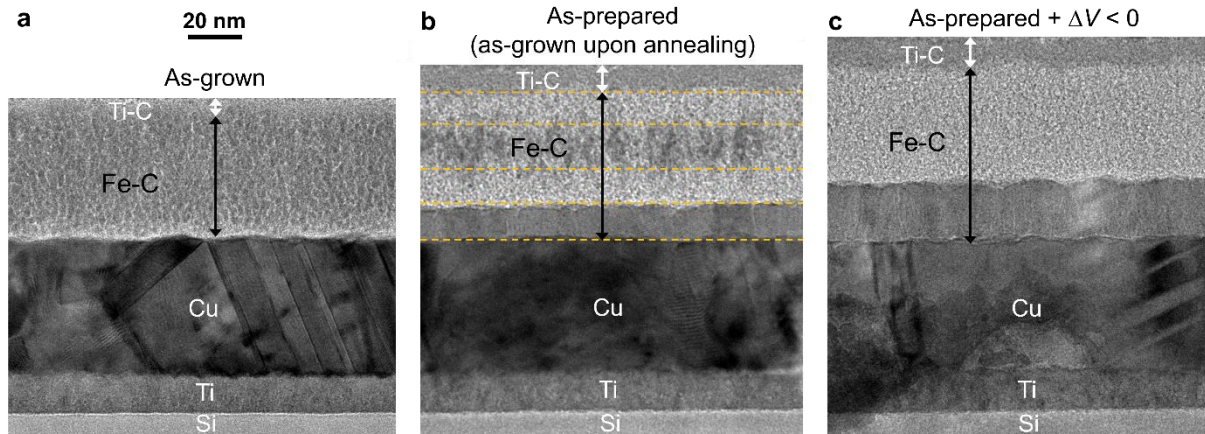 a
20 nm
As-grown
Ti-C
Fe-C
Cu
Ti
Si
b
As-prepared
(as-grown upon annealing)
Ti-C
Fe-C
Cu
Ti
Si
c
As-prepared + ΔV < 0
Ti-C
Fe-C
Cu
Ti
Si